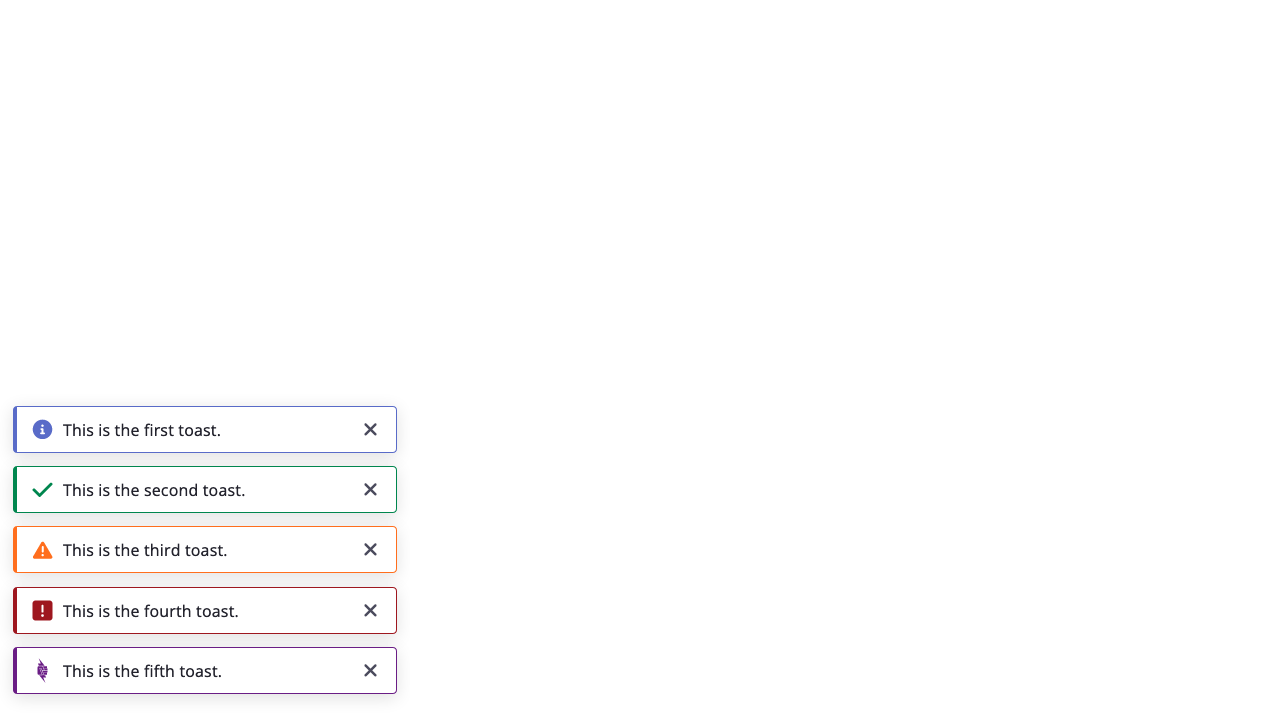 This is the first toast.
This is the second toast.
This is the third toast.
This is the fourth toast.
This is the fifth toast.